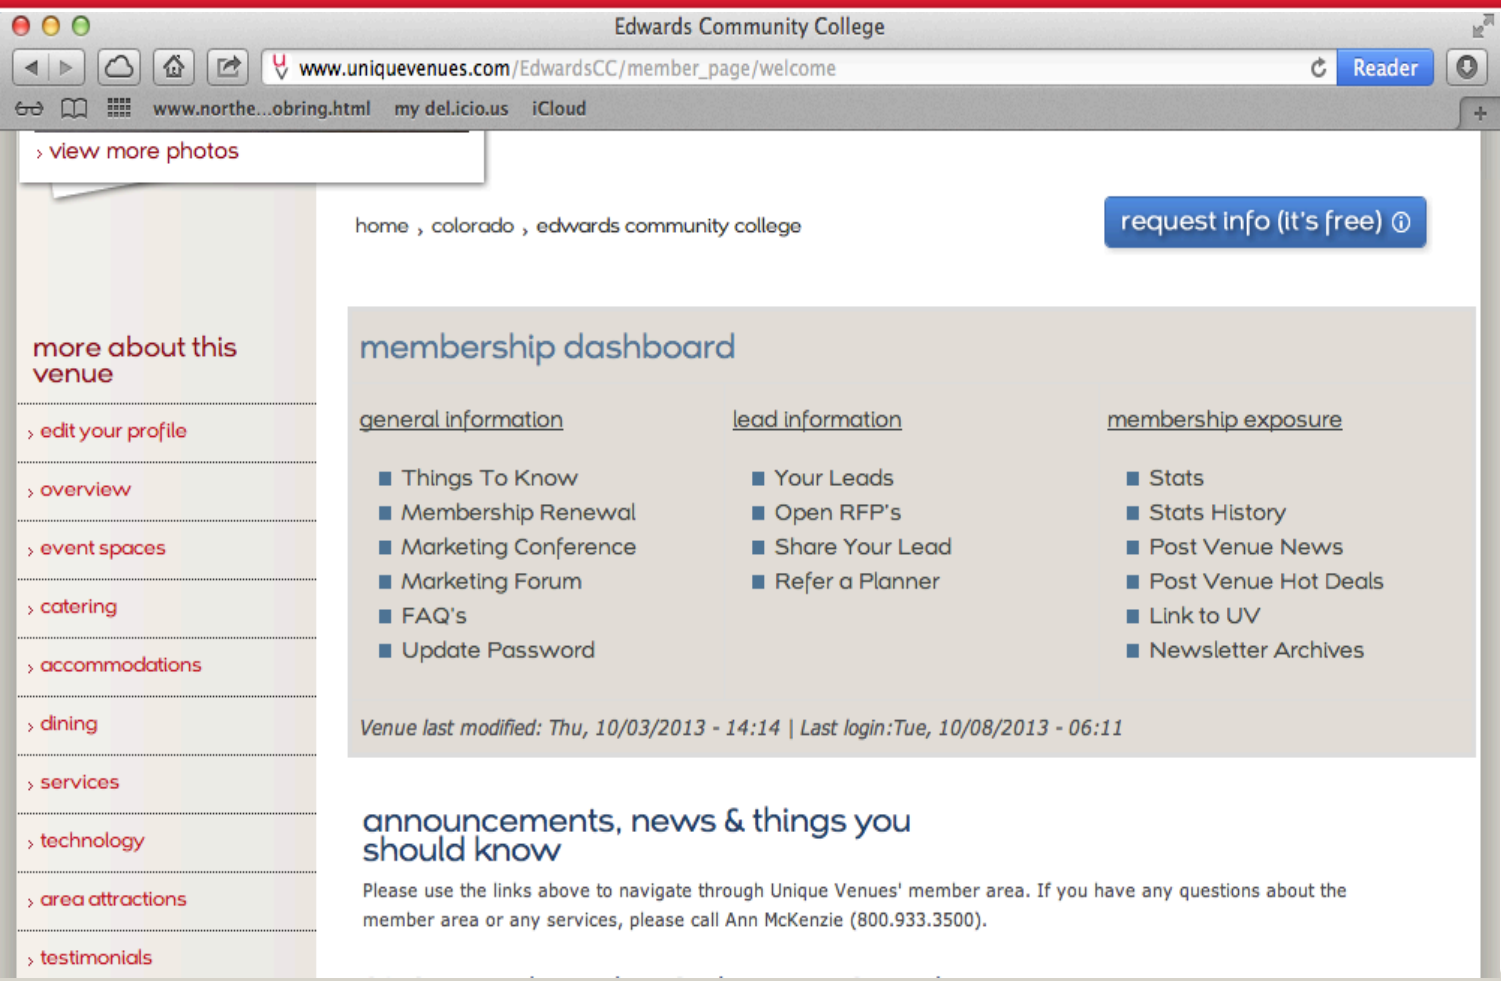 Edwards Community College
www.uniquevenues.com/EdwardsCC/member_page/welcome
Reader
www.northe...obring.html my del.icio.us iCloud
› view more photos
home , colorado , edwards community college
request info (it's free)
more about this
venue
› edit your profile
› overview
› event spaces
› catering
› accommodations
› dining
› services
› technology
› area attractions
› testimonials
membership dashboard
general information
Things To Know
Membership Renewal
Marketing Conference
Marketing Forum
FAQ's
Update Password
lead information
Your Leads
Open RFP's
Share Your Lead
Refer a Planner
membership exposure
Stats
Stats History
Post Venue News
Post Venue Hot Deals
Link to UV
Newsletter Archives
Venue last modified: Thu, 10/03/2013 - 14:14 | Last login:Tue, 10/08/2013 - 06:11
announcements, news & things you
should know
Please use the links above to navigate through Unique Venues' member area. If you have any questions about the
member area or any services, please call Ann McKenzie (800.933.3500).